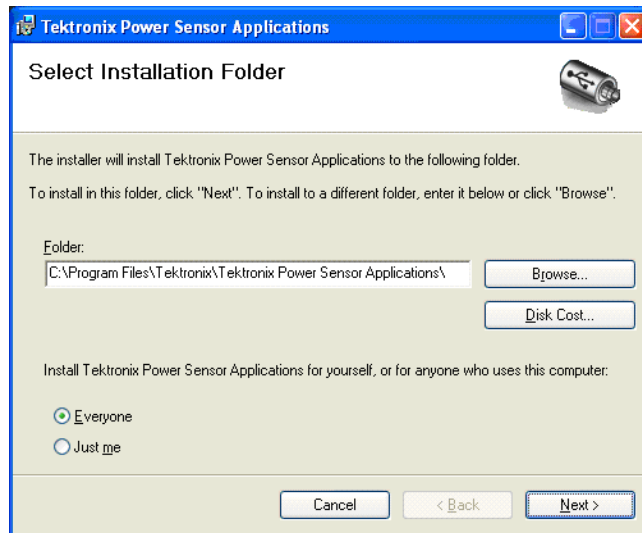 Tektronix Power Sensor Applications
Select Installation Folder
The installer will install Tektronix Power Sensor Applications to the following folder.
To install in this folder, click "Next". To install to a different folder, enter it below or click "Browse".
Folder:
C:\Program Files\Tektronix\Tektronix Power Sensor Applications\
Browse...
Disk Cost...
Install Tektronix Power Sensor Applications for yourself, or for anyone who uses this computer:
Everyone
Just me
Cancel
< Back
Next >